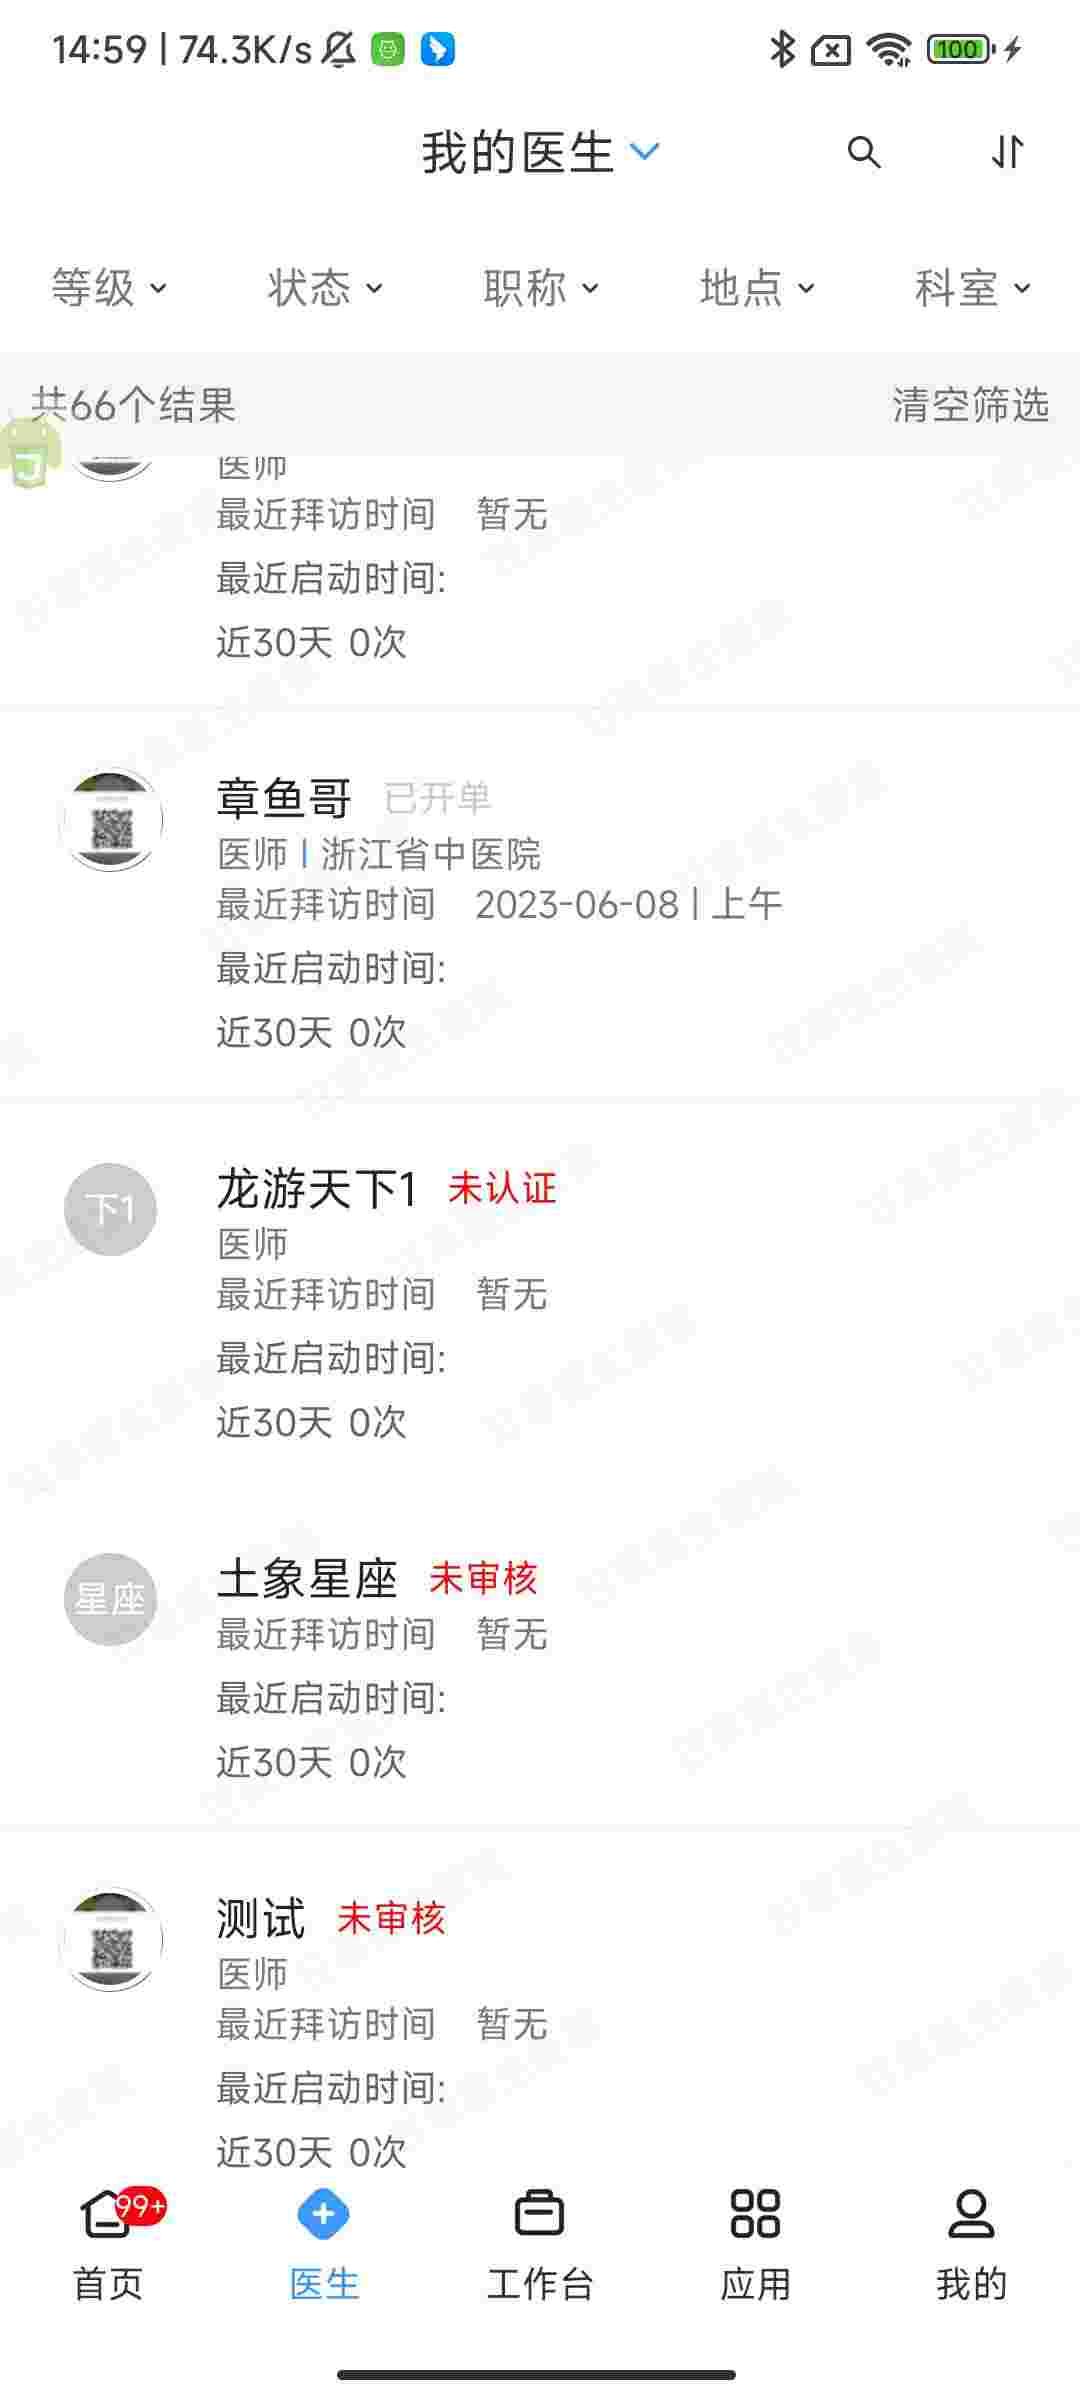 14:59 | 74.3K/s 100
我的医生
等级 状态 职称 地点 科室
共66个结果 清空筛选
医师
最近拜访时间 暂无
最近启动时间:
近30天 0次
章鱼哥 已开单
医师 | 浙江省中医院
最近拜访时间 2023-06-08 | 上午
最近启动时间:
近30天 0次
下1
龙游天下1 未认证
医师
最近拜访时间 暂无
最近启动时间:
近30天 0次
星座
土象星座 未审核
最近拜访时间 暂无
最近启动时间:
近30天 0次
测试 未审核
医师
最近拜访时间 暂无
最近启动时间:
近30天 0次
99+
首页 医生 工作台 应用 我的